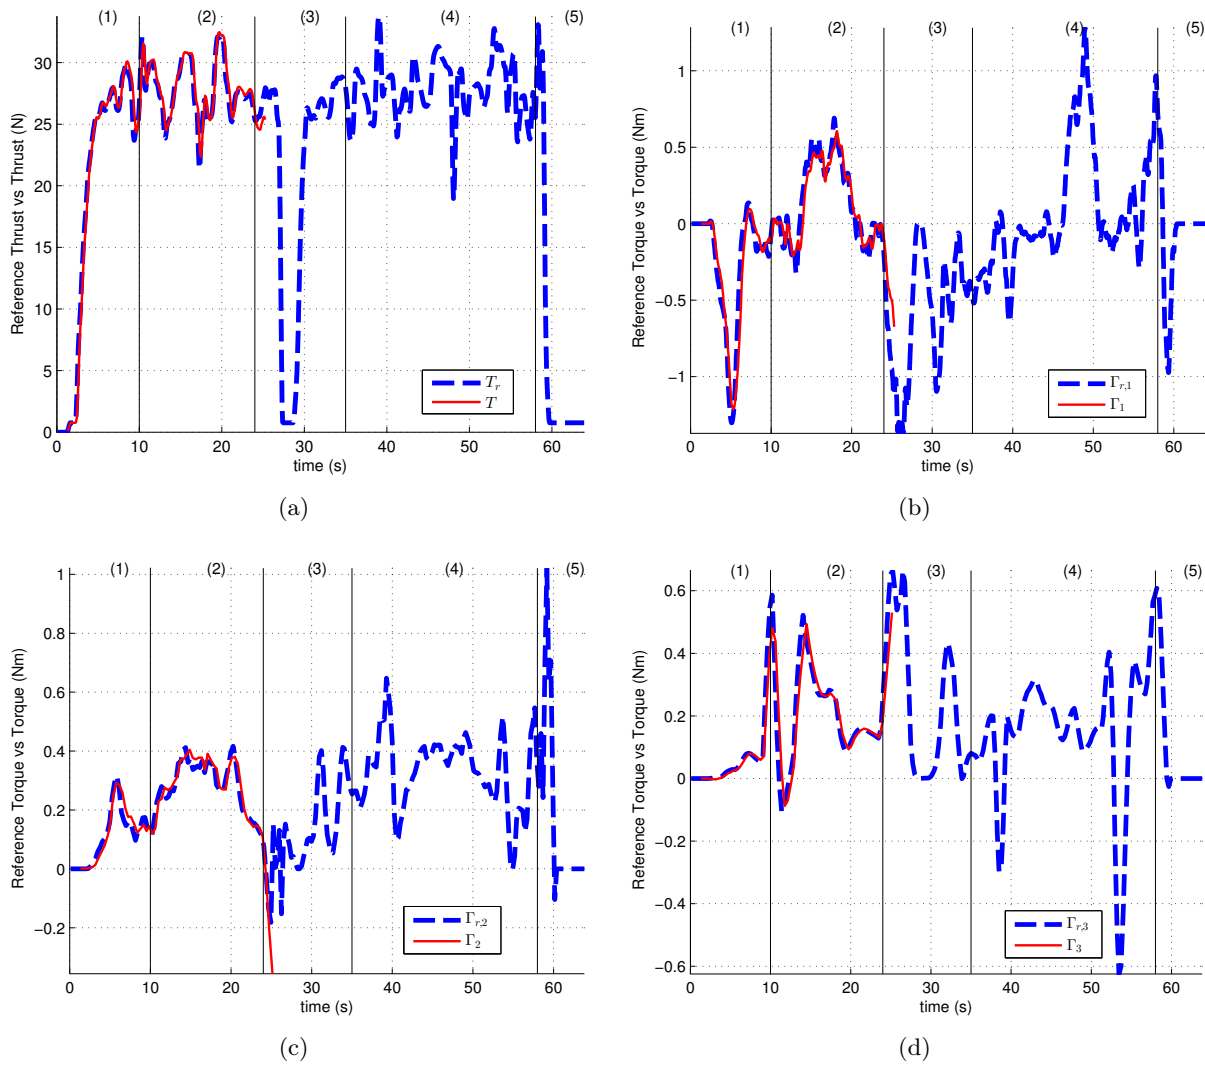 (1) (2) (3) (4) (5)
Reference Thrust vs Thrust (N)
30
25
20
15
10
5
0
T_r
T
0 10 20 30 40 50 60
time (s)
(a)
(1) (2) (3) (4) (5)
Reference Torque vs Torque (Nm)
1
0.5
0
−0.5
−1
Γ_{r,1}
Γ_1
0 10 20 30 40 50 60
time (s)
(b)
(1) (2) (3) (4) (5)
Reference Torque vs Torque (Nm)
1
0.8
0.6
0.4
0.2
0
−0.2
Γ_{r,2}
Γ_2
0 10 20 30 40 50 60
time (s)
(c)
(1) (2) (3) (4) (5)
Reference Torque vs Torque (Nm)
0.6
0.4
0.2
0
−0.2
−0.4
−0.6
Γ_{r,3}
Γ_3
0 10 20 30 40 50 60
time (s)
(d)